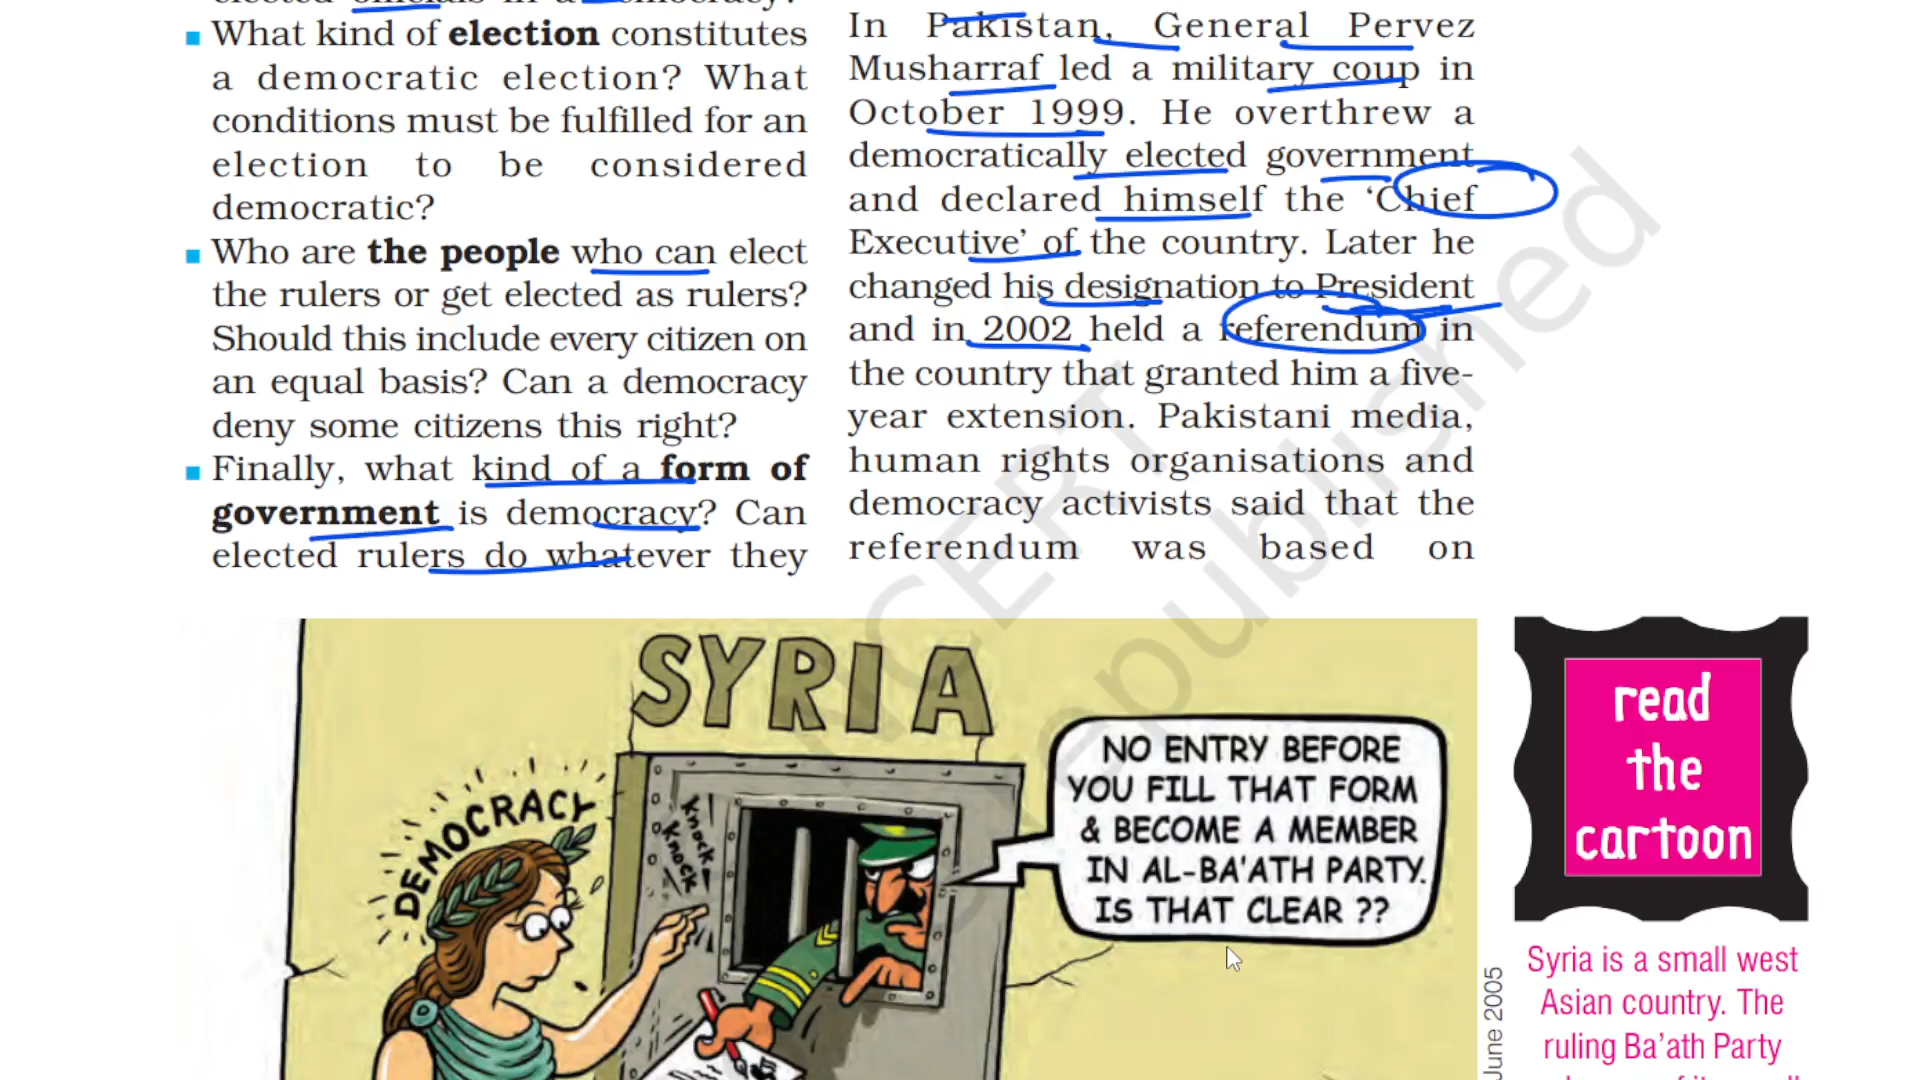 elected officials in a democracy?
What kind of election constitutes
a democratic election? What
conditions must be fulfilled for an
election to be considered
democratic?
Who are the people who can elect
the rulers or get elected as rulers?
Should this include every citizen on
an equal basis? Can a democracy
deny some citizens this right?
Finally, what kind of a form of
government is democracy? Can
elected rulers do whatever they
In Pakistan, General Pervez
Musharraf led a military coup in
October 1999. He overthrew a
democratically elected government
and declared himself the ‘Chief
Executive’ of the country. Later he
changed his designation to President
and in 2002 held a referendum in
the country that granted him a five-
year extension. Pakistani media,
human rights organisations and
democracy activists said that the
referendum was based on
SYRIA
DEMOCRACY
Knock
Knock
NO ENTRY BEFORE
YOU FILL THAT FORM
& BECOME A MEMBER
IN AL-BA'ATH PARTY.
IS THAT CLEAR ??
read
the
cartoon
Syria is a small west
Asian country. The
ruling Ba’ath Party
June 2005
NCERT
republished